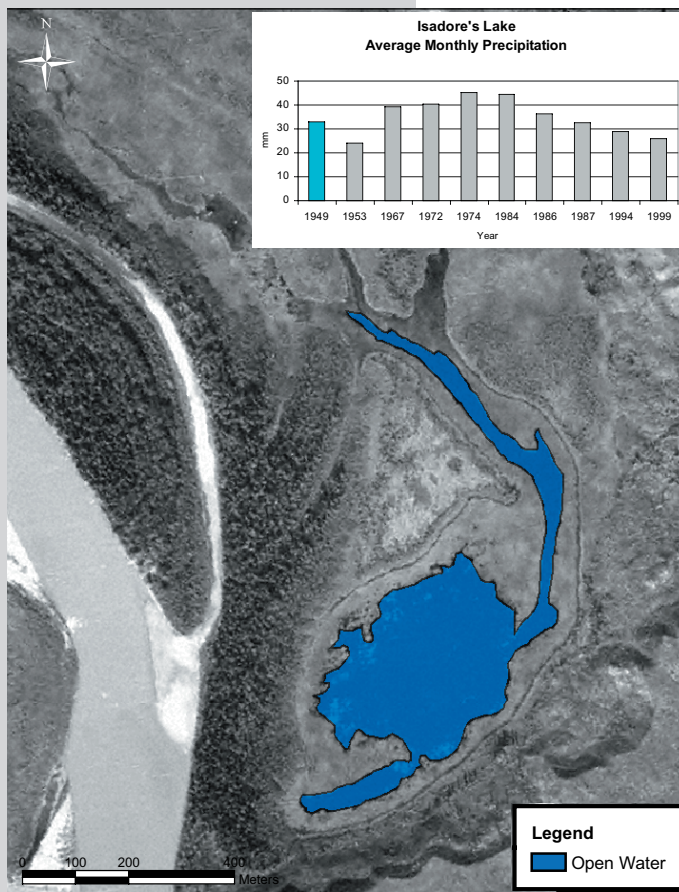 N
Isadore's Lake
Average Monthly Precipitation
50
40
30
20
10
0
mm
1949 1953 1967 1972 1974 1984 1986 1987 1994 1999
Year
Legend
Open Water
0 100 200 400
Meters